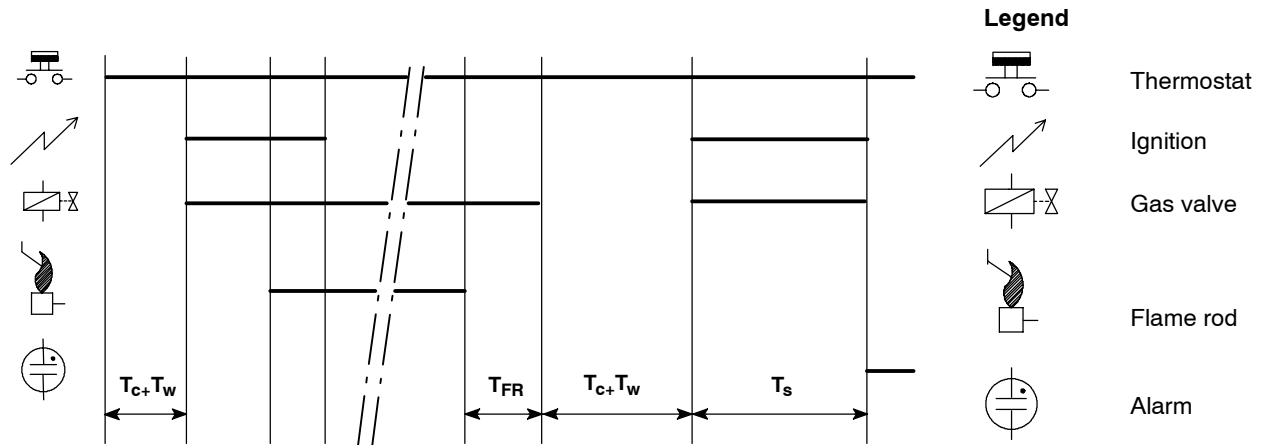 Legend
Thermostat
Ignition
Gas valve
Flame rod
Alarm
Tc+Tw
TFR
Tc+Tw
Ts